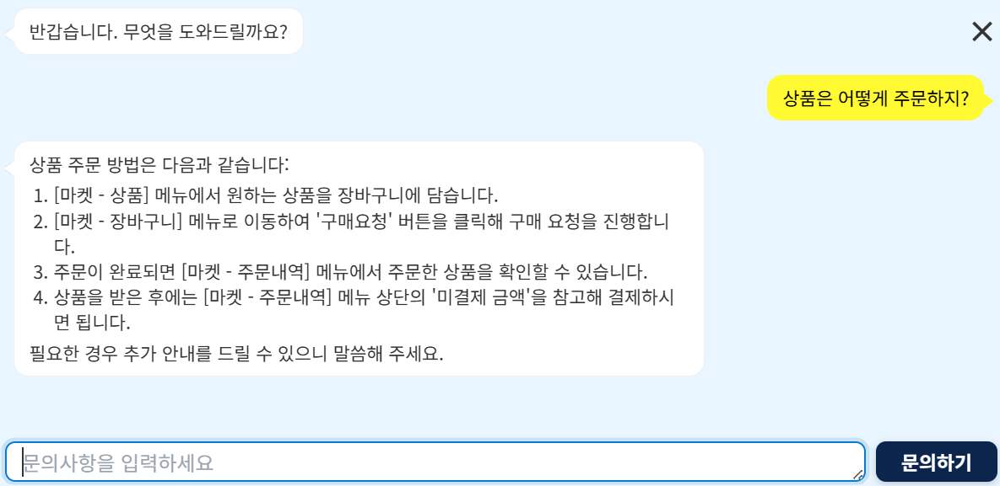 반갑습니다. 무엇을 도와드릴까요?
상품은 어떻게 주문하지?
상품 주문 방법은 다음과 같습니다:
1. [마켓 - 상품] 메뉴에서 원하는 상품을 장바구니에 담습니다.
2. [마켓 - 장바구니] 메뉴로 이동하여 '구매요청' 버튼을 클릭해 구매 요청을 진행합니
다.
3. 주문이 완료되면 [마켓 - 주문내역] 메뉴에서 주문한 상품을 확인할 수 있습니다.
4. 상품을 받은 후에는 [마켓 - 주문내역] 메뉴 상단의 '미결제 금액'을 참고해 결제하시
면 됩니다.
필요한 경우 추가 안내를 드릴 수 있으니 말씀해 주세요.
문의사항을 입력하세요
문의하기